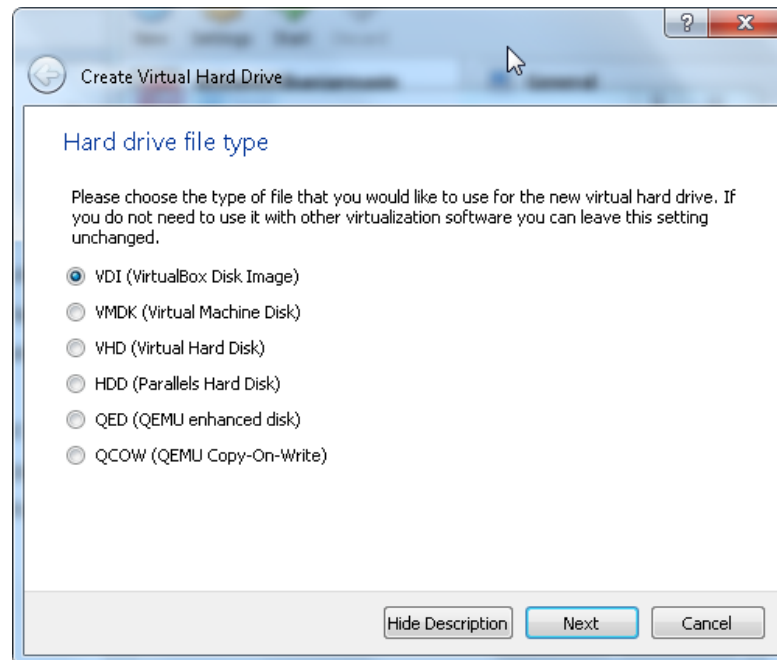 ?
Create Virtual Hard Drive
Hard drive file type
Please choose the type of file that you would like to use for the new virtual hard drive. If
you do not need to use it with other virtualization software you can leave this setting
unchanged.
VDI (VirtualBox Disk Image)
VMDK (Virtual Machine Disk)
VHD (Virtual Hard Disk)
HDD (Parallels Hard Disk)
QED (QEMU enhanced disk)
QCOW (QEMU Copy-On-Write)
Hide Description Next Cancel